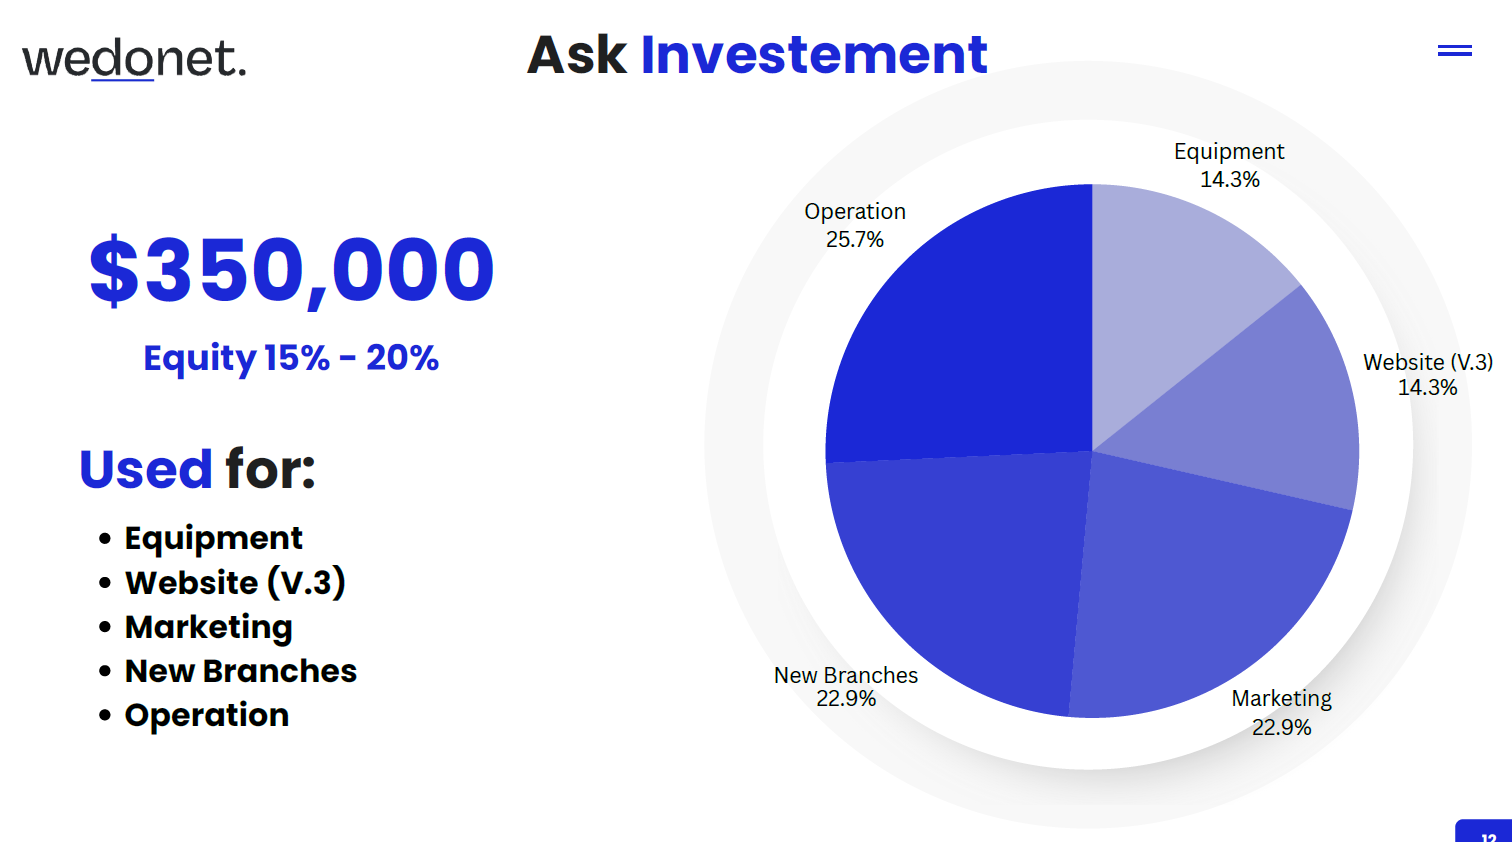 wedonet.
Ask Investement
$350,000
Equity 15% - 20%
Used for:
• Equipment
• Website (V.3)
• Marketing
• New Branches
• Operation
Equipment
14.3%
Operation
25.7%
Website (V.3)
14.3%
New Branches
22.9%
Marketing
22.9%
12